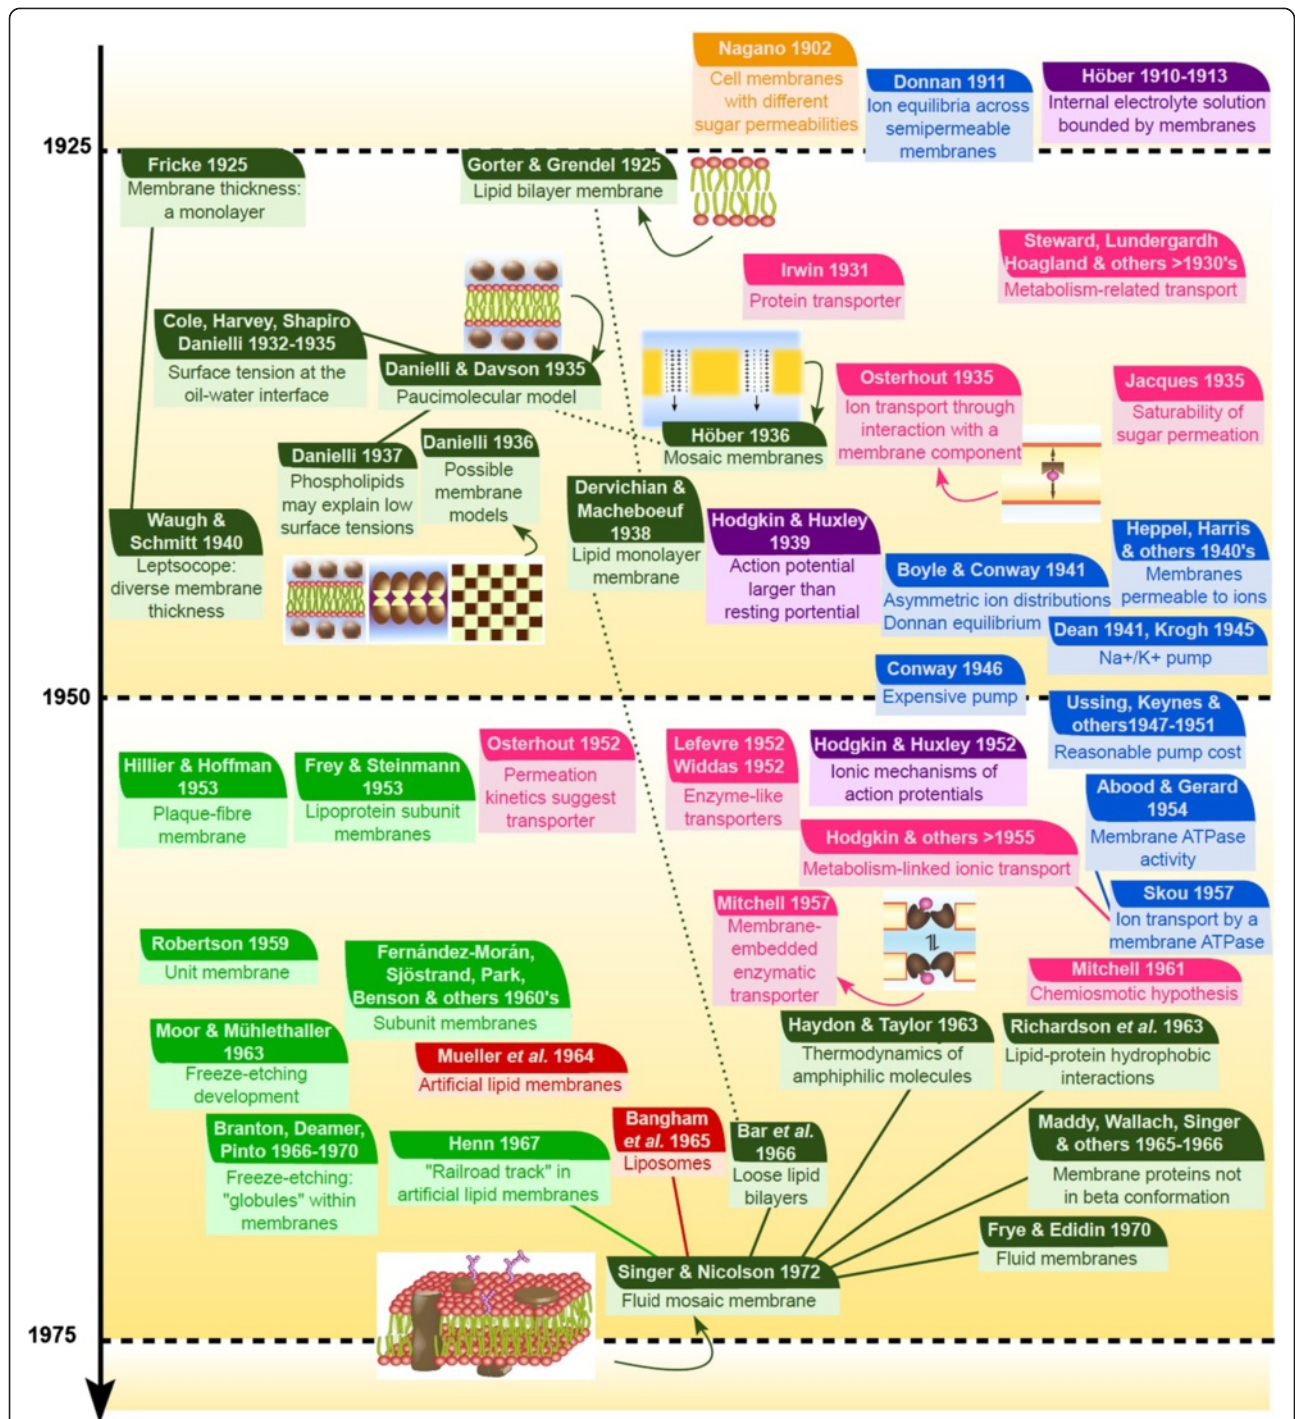 Nagano 1902
Cell membranes
with different
sugar permeabilities
Donnan 1911
Ion equilibria across
semipermeable
membranes
Höber 1910-1913
Internal electrolyte solution
bounded by membranes
1925
Fricke 1925
Membrane thickness:
a monolayer
Gorter & Grendel 1925
Lipid bilayer membrane
Irwin 1931
Protein transporter
Steward, Lundergardh
Hoagland & others >1930's
Metabolism-related transport
Cole, Harvey, Shapiro
Danielli 1932-1935
Surface tension at the
oil-water interface
Danielli & Davson 1935
Paucimolecular model
Höber 1936
Mosaic membranes
Osterhout 1935
Ion transport through
interaction with a
membrane component
Jacques 1935
Saturability of
sugar permeation
Danielli 1937
Phospholipids
may explain low
surface tensions
Danielli 1936
Possible
membrane
models
Dervichian &
Macheboeuf
1938
Lipid monolayer
membrane
Waugh &
Schmitt 1940
Leptsocope:
diverse membrane
thickness
Hodgkin & Huxley
1939
Action potential
larger than
resting portential
Boyle & Conway 1941
Asymmetric ion distributions
Donnan equilibrium
Heppel, Harris
& others 1940's
Membranes
permeable to ions
Dean 1941, Krogh 1945
Na+/K+ pump
Conway 1946
Expensive pump
1950
Ussing, Keynes &
others1947-1951
Reasonable pump cost
Hillier & Hoffman
1953
Plaque-fibre
membrane
Frey & Steinmann
1953
Lipoprotein subunit
membranes
Osterhout 1952
Permeation
kinetics suggest
transporter
Lefevre 1952
Widdas 1952
Enzyme-like
transporters
Hodgkin & Huxley 1952
Ionic mechanisms of
action protentials
Abood & Gerard
1954
Membrane ATPase
activity
Hodgkin & others >1955
Metabolism-linked ionic transport
Mitchell 1957
Membrane-
embedded
enzymatic
transporter
Skou 1957
Ion transport by a
membrane ATPase
Robertson 1959
Unit membrane
Fernández-Morán,
Sjöstrand, Park,
Benson & others 1960's
Subunit membranes
Mitchell 1961
Chemiosmotic hypothesis
Moor & Mühlethaller
1963
Freeze-etching
development
Mueller et al. 1964
Artificial lipid membranes
Haydon & Taylor 1963
Thermodynamics of
amphiphilic molecules
Richardson et al. 1963
Lipid-protein hydrophobic
interactions
Branton, Deamer,
Pinto 1966-1970
Freeze-etching:
"globules" within
membranes
Henn 1967
"Railroad track" in
artificial lipid membranes
Bangham
et al. 1965
Liposomes
Bar et al.
1966
Loose lipid
bilayers
Maddy, Wallach, Singer
& others 1965-1966
Membrane proteins not
in beta conformation
Frye & Edidin 1970
Fluid membranes
Singer & Nicolson 1972
Fluid mosaic membrane
1975